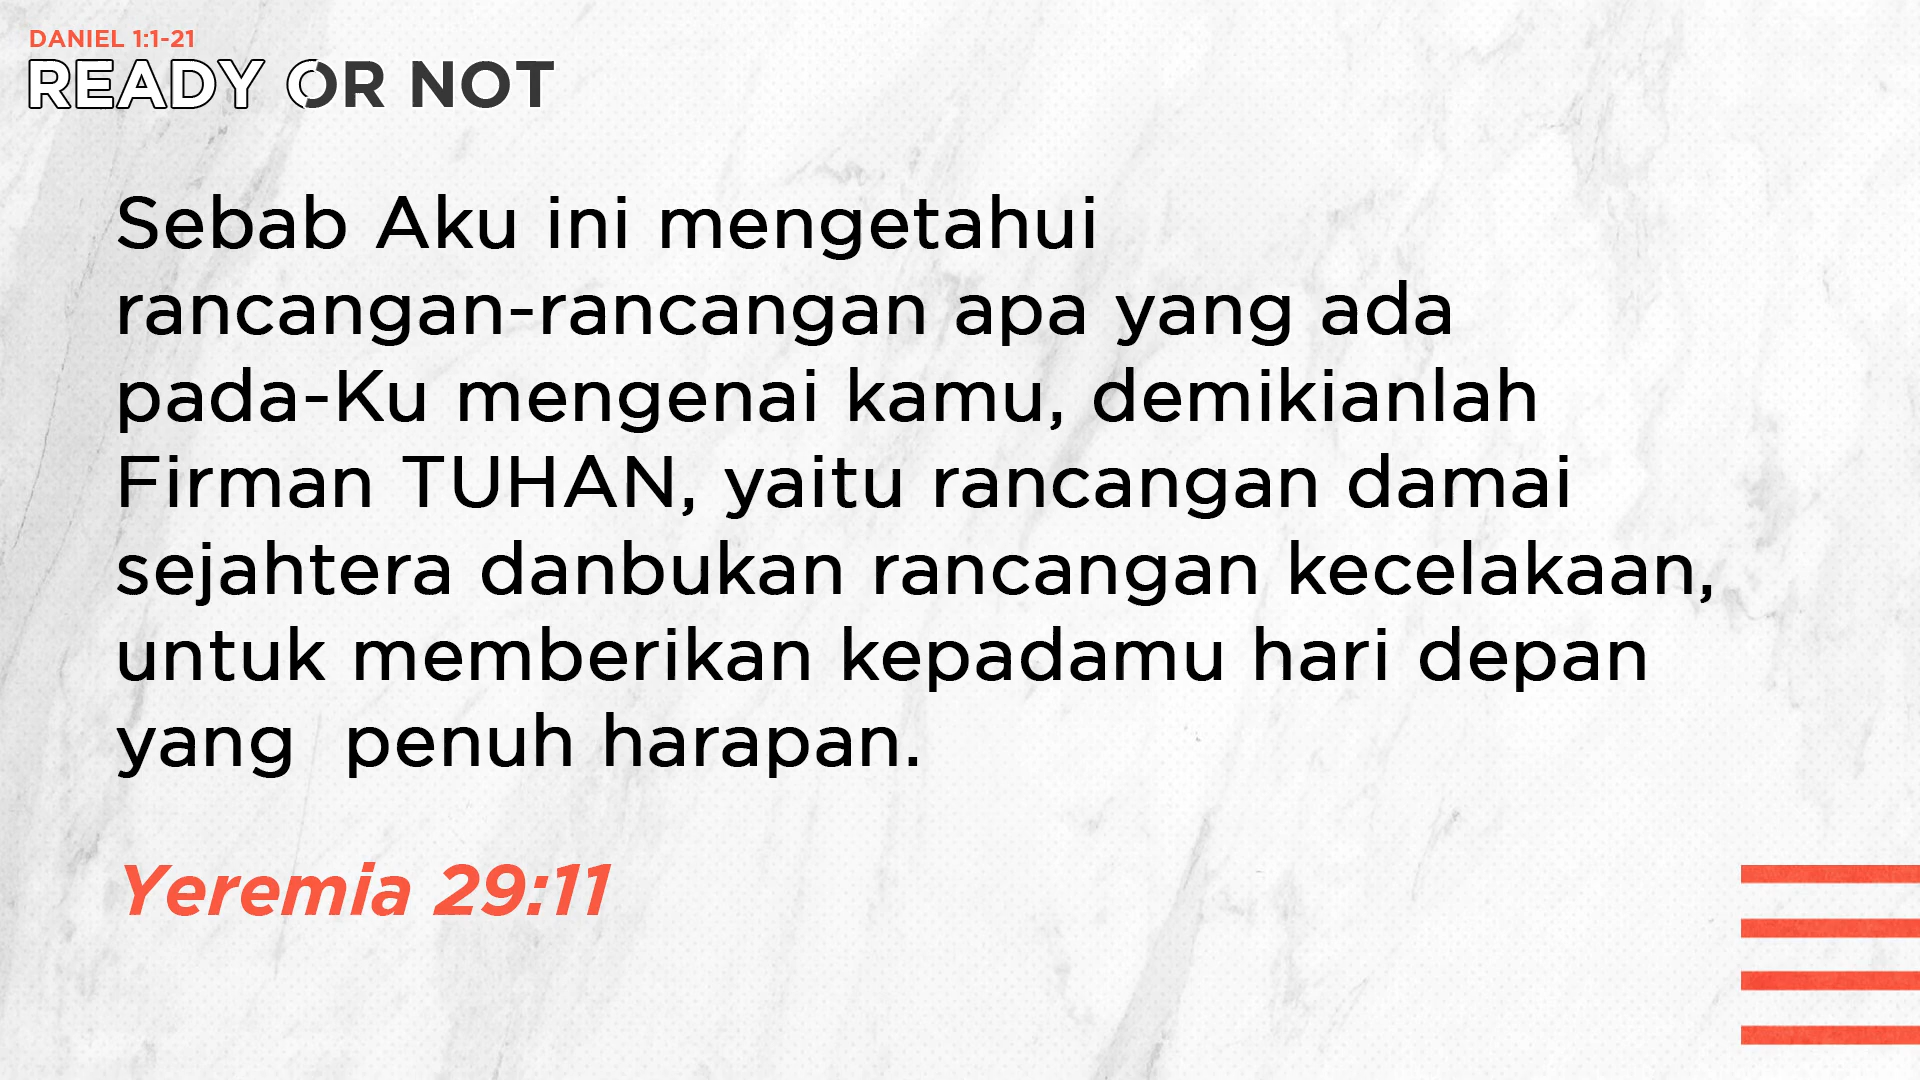 DANIEL 1:1-21
READY OR NOT
Sebab Aku ini mengetahui
rancangan-rancangan apa yang ada
pada-Ku mengenai kamu, demikianlah
Firman TUHAN, yaitu rancangan damai
sejahtera danbukan rancangan kecelakaan,
untuk memberikan kepadamu hari depan
yang  penuh harapan.
Yeremia 29:11